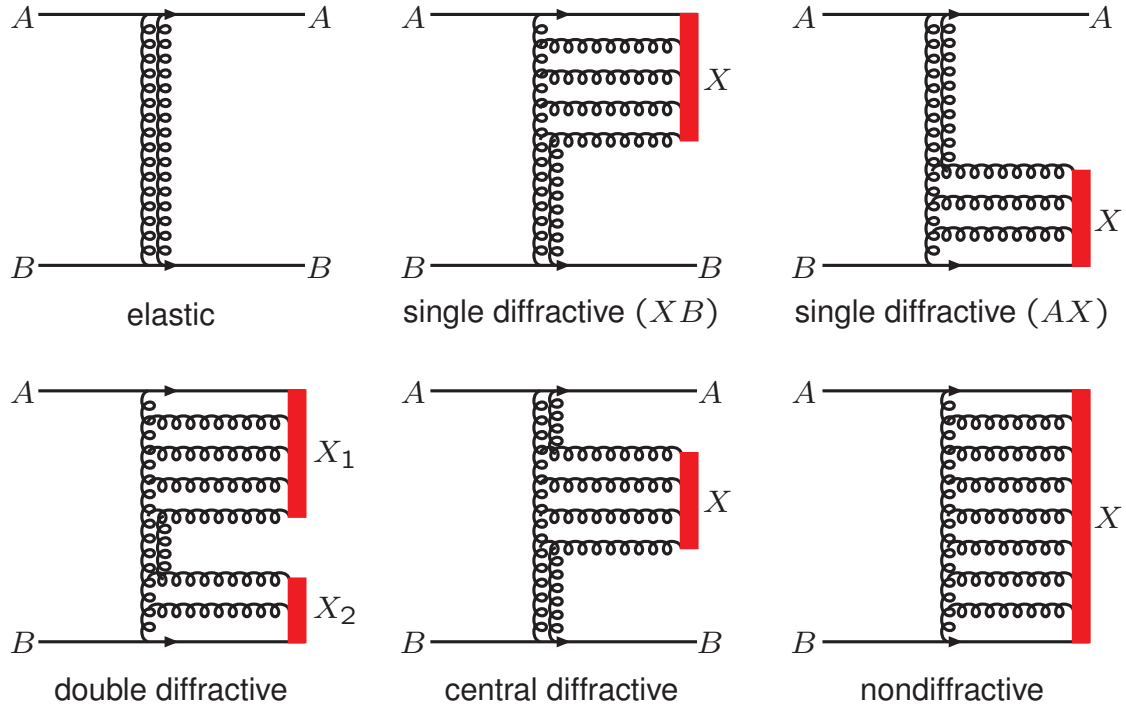 A A A X A A
B B B B B X
elastic single diffractive (XB) single diffractive (AX)
A X1 A A A
X2 X X
B B B B
double diffractive central diffractive nondiffractive